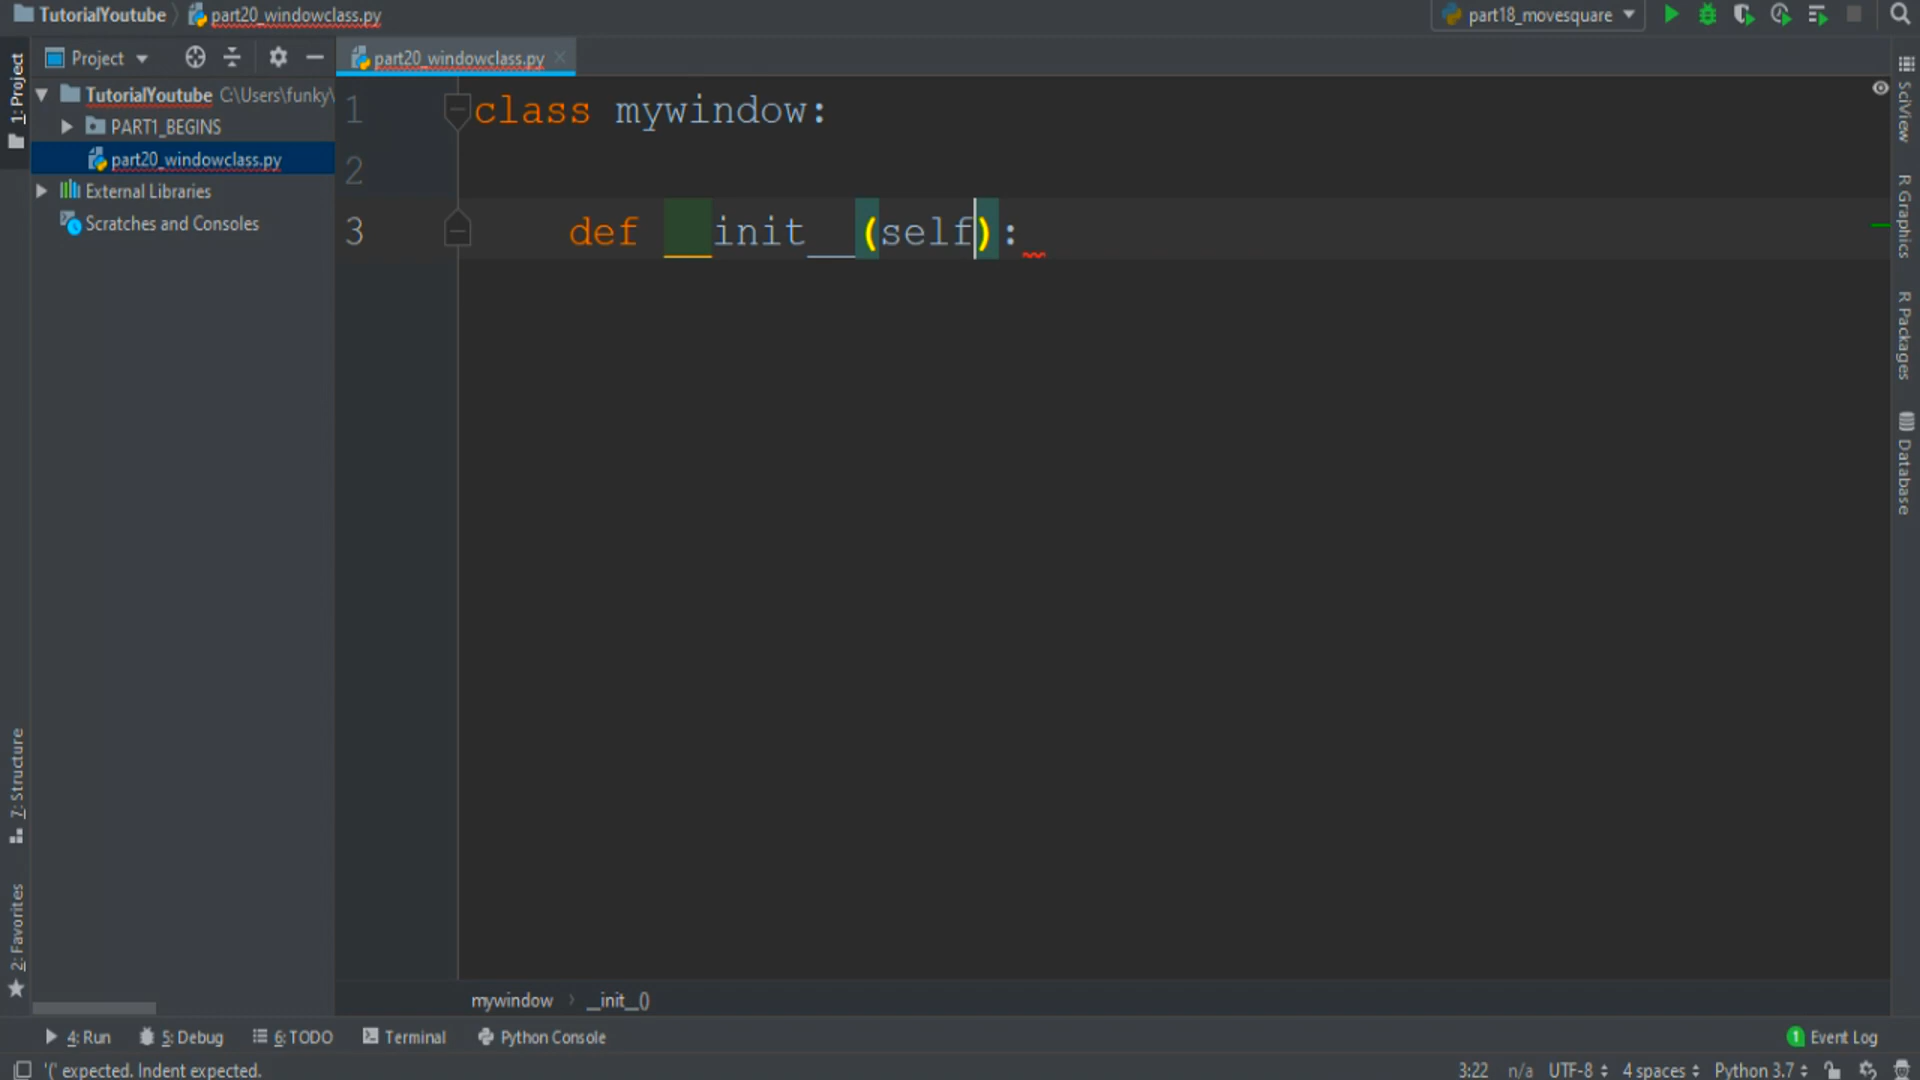 TutorialYoutube part20_windowclass.py
part18_movesquare
1: Project
Project
part20_windowclass.py
TutorialYoutube C:\Users\funky\
PART1_BEGINS
part20_windowclass.py
External Libraries
Scratches and Consoles
1 class mywindow:
2
3 def __init__(self):
SciView
R Graphics
R Packages
Database
7: Structure
2: Favorites
mywindow __init__()
4: Run 5: Debug 6: TODO Terminal Python Console 1 Event Log
'(' expected. Indent expected. 3:22 n/a UTF-8 4 spaces Python 3.7